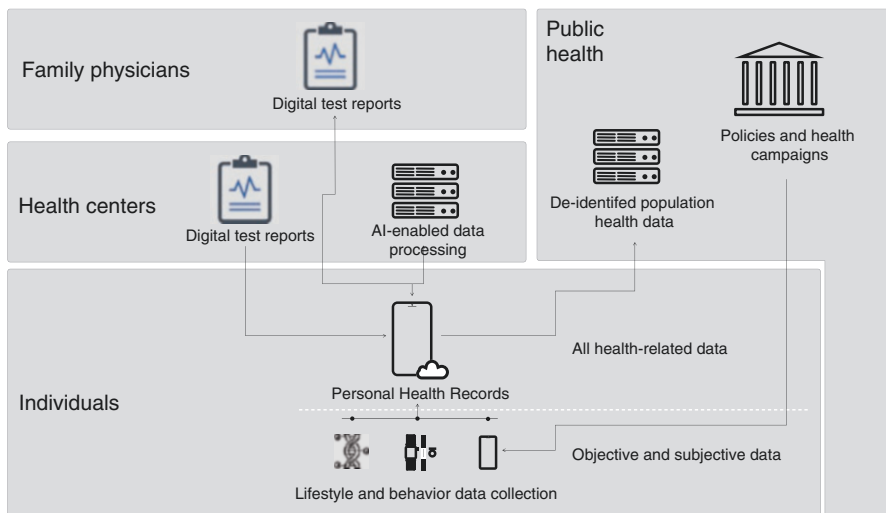 Family physicians
Digital test reports
Public
health
Policies and health
campaigns
De-identifed population
health data
Health centers
Digital test reports
AI-enabled data
processing
All health-related data
Personal Health Records
Individuals
Objective and subjective data
Lifestyle and behavior data collection